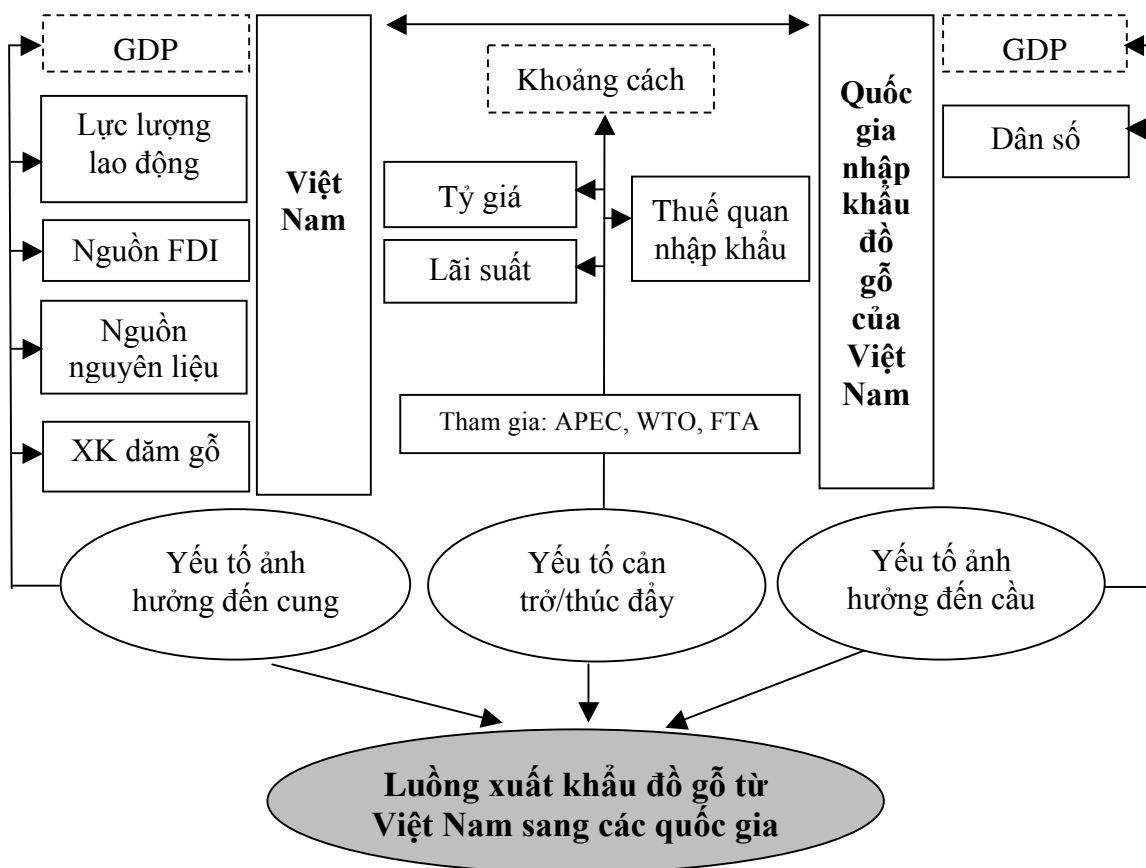 GDP
Lực lượng
lao động
Nguồn FDI
Nguồn
nguyên liệu
XK dăm gỗ
Việt
Nam
Khoảng cách
Tỷ giá
Lãi suất
Thuế quan
nhập khẩu
Tham gia: APEC, WTO, FTA
Quốc
gia
nhập
khẩu
đồ
gỗ
của
Việt
Nam
GDP
Dân số
Yếu tố ảnh
hưởng đến cung
Yếu tố cản
trở/thúc đẩy
Yếu tố ảnh
hưởng đến cầu
Luồng xuất khẩu đồ gỗ từ
Việt Nam sang các quốc gia